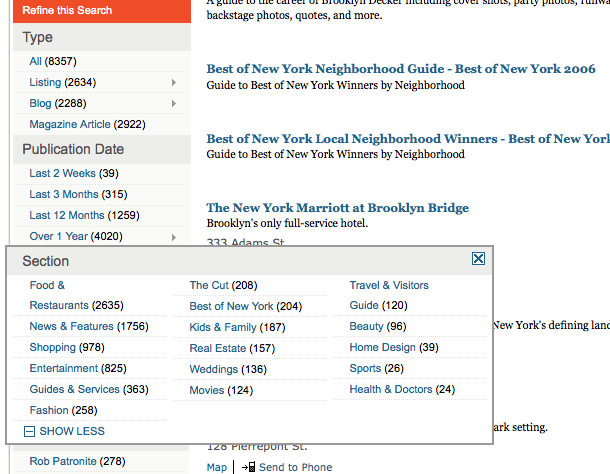 Refine this Search
Type
All (8357)
Listing (2634)
Blog (2288)
Magazine Article (2922)
Publication Date
Last 2 Weeks (39)
Last 3 Months (315)
Last 12 Months (1259)
Over 1 Year (4020)
A guide to the career of Brooklyn Decker including cover shots, party photos, runwa
backstage photos, quotes, and more.
Best of New York Neighborhood Guide - Best of New York 2006
Guide to Best of New York Winners by Neighborhood
Best of New York Local Neighborhood Winners - Best of New York
Guide to Best of New York Winners by Neighborhood
The New York Marriott at Brooklyn Bridge
Brooklyn's only full-service hotel.
333 Adams St.
Section
Food &
Restaurants (2635)
News & Features (1756)
Shopping (978)
Entertainment (825)
Guides & Services (363)
Fashion (258)
The Cut (208)
Best of New York (204)
Kids & Family (187)
Real Estate (157)
Weddings (136)
Movies (124)
Travel & Visitors
Guide (120)
Beauty (96)
Home Design (39)
Sports (26)
Health & Doctors (24)
SHOW LESS
New York's defining land
ark setting.
128 Pierrepont St.
Rob Patronite (278)
Map
Send to Phone